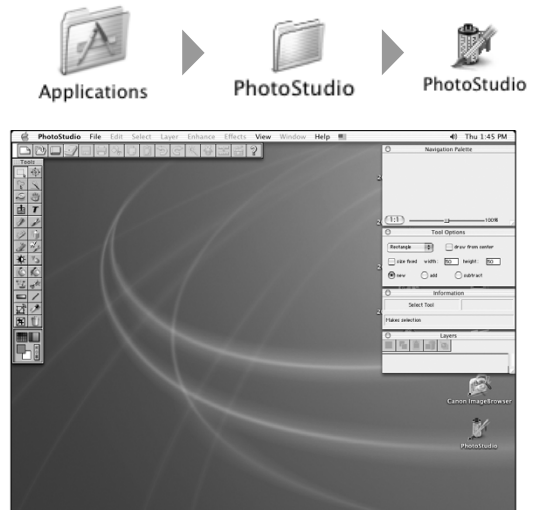 Applications
PhotoStudio
PhotoStudio
PhotoStudio File Edit Select Layer Enhance Effects View Window Help
Thu 1:45 PM
Tools
Navigation Palette
1:1
100%
Tool Options
Rectangle
draw from center
size fixed width: 50 height: 50
new add subtract
Information
Select Tool
Makes selection
Layers
Canon ImageBrowser
PhotoStudio